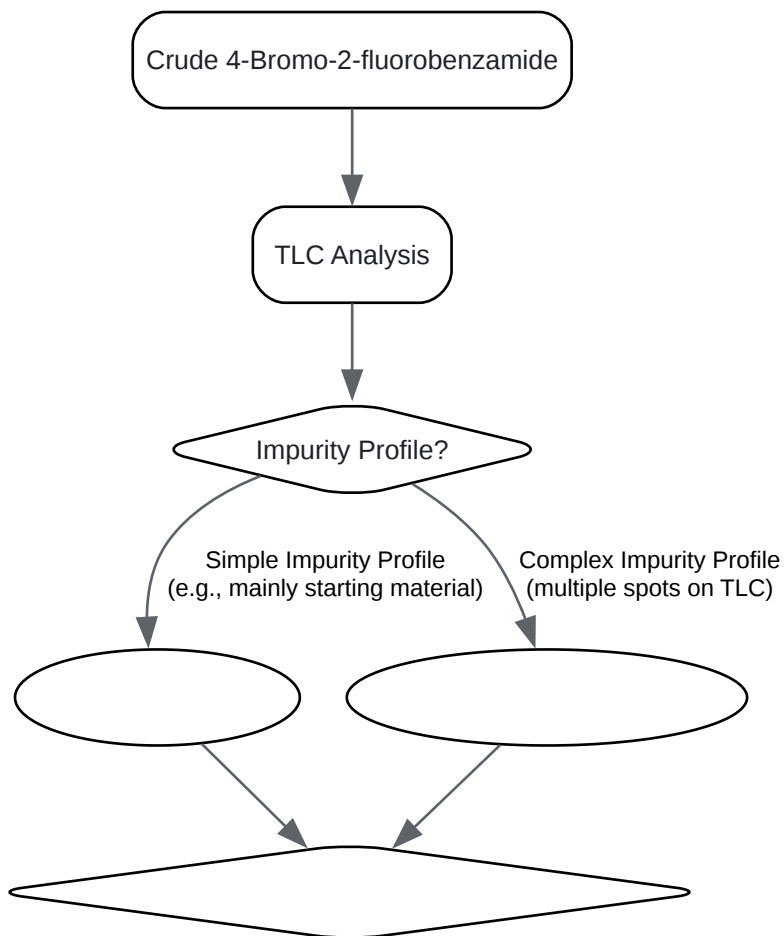 Crude 4-Bromo-2-fluorobenzamide
TLC Analysis
Impurity Profile?
Simple Impurity Profile
(e.g., mainly starting material)
Complex Impurity Profile
(multiple spots on TLC)